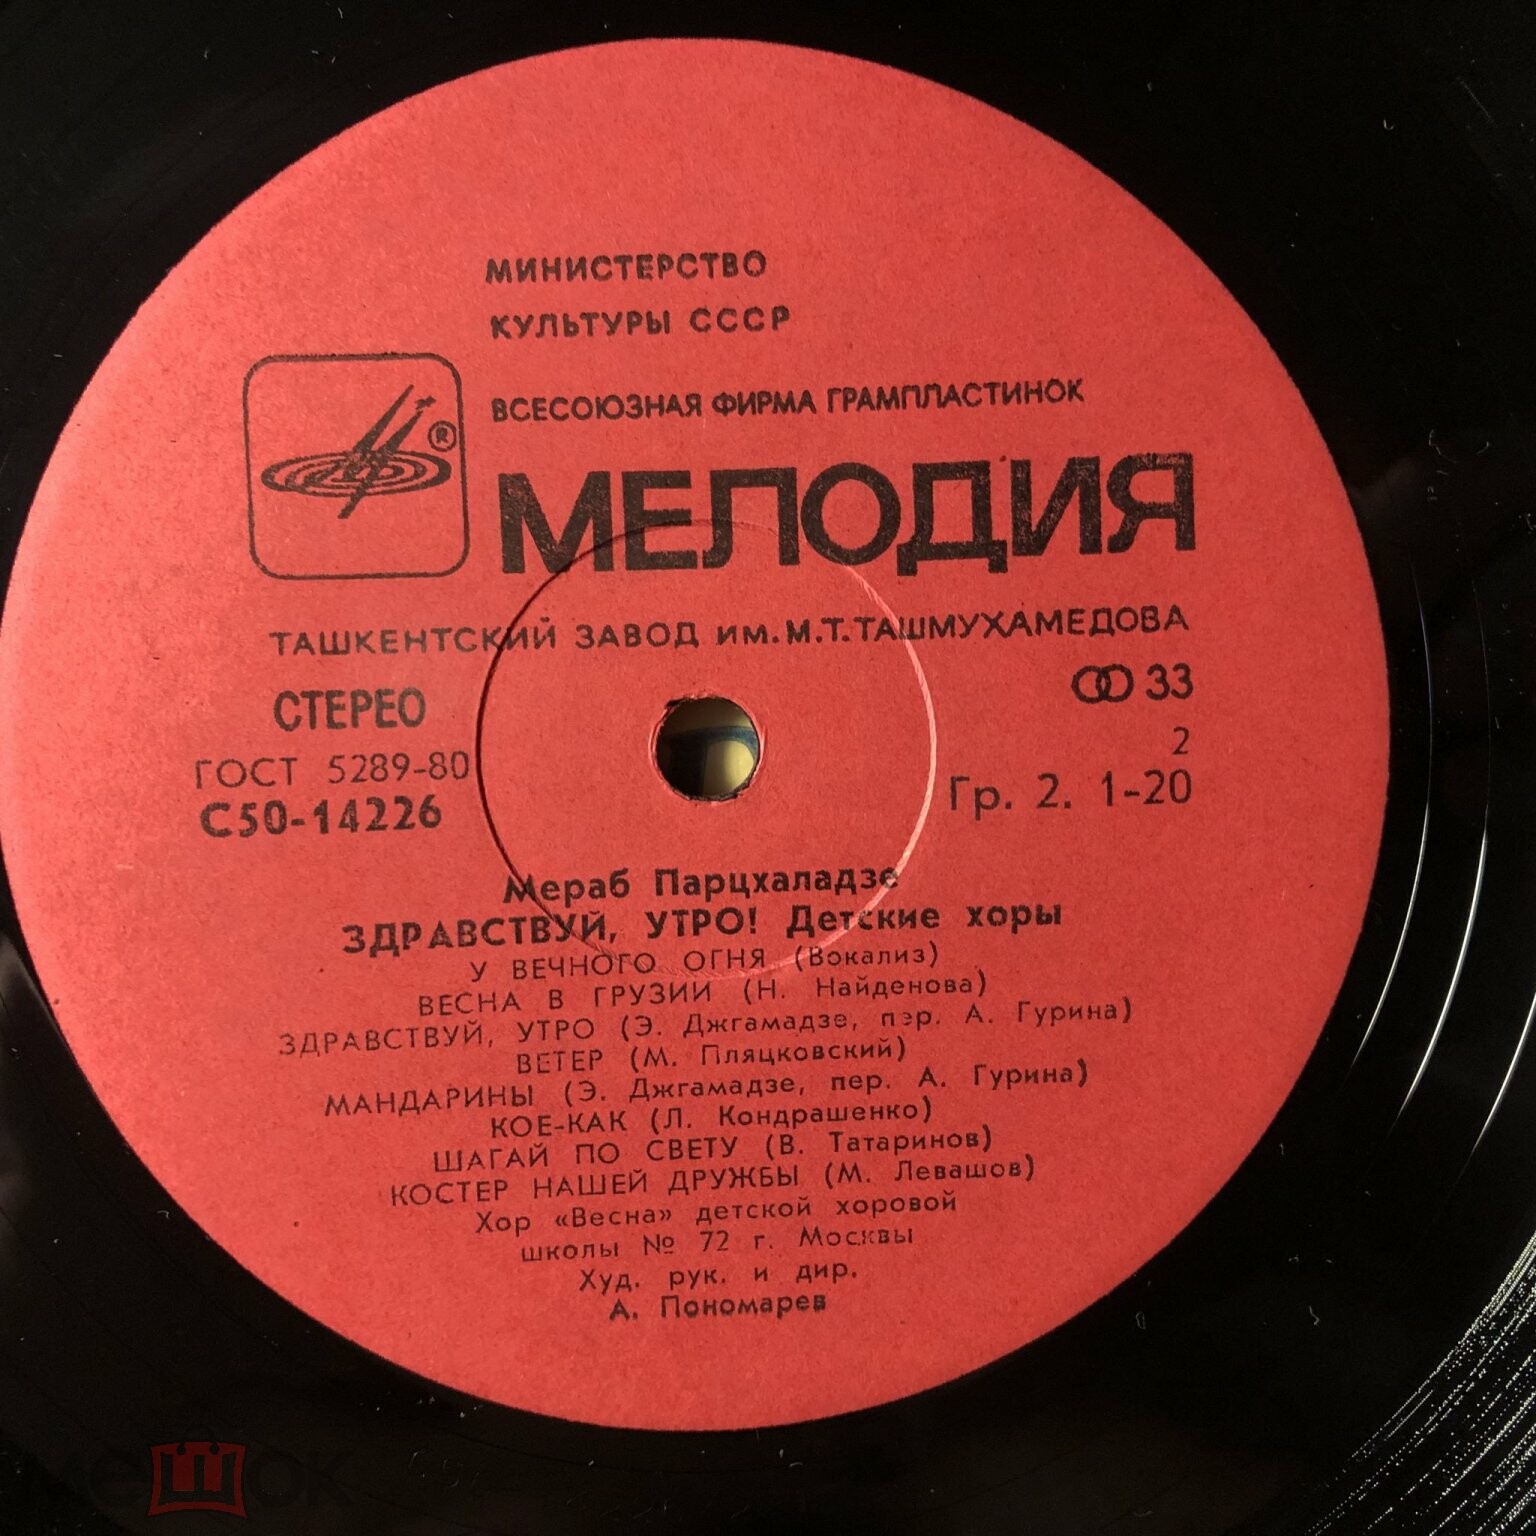 МИНИСТЕРСТВО
КУЛЬТУРЫ СССР
ВСЕСОЮЗНАЯ ФИРМА ГРАМПЛАСТИНОК
®
МЕЛОДИЯ
ТАШКЕНТСКИЙ ЗАВОД ИМ. М.Т. ТАШМУХАМЕДОВА
СТЕРЕО
33
ГОСТ 5289-80
2
С50-14226
Гр. 2. 1-20
Мераб Парцхаладзе
ЗДРАВСТВУЙ, УТРО! Детские хоры
У ВЕЧНОГО ОГНЯ (Вокализ)
ВЕСНА В ГРУЗИИ (Н. Найденова)
ЗДРАВСТВУЙ, УТРО (Э. Джгамадзе, пэр. А. Гурина)
ВЕТЕР (М. Пляцковский)
МАНДАРИНЫ (Э. Джгамадзе, пер. А. Гурина)
КОЕ-КАК (Л. Кондрашенко)
ШАГАЙ ПО СВЕТУ (В. Татаринов)
КОСТЕР НАШЕЙ ДРУЖБЫ (М. Левашов)
Хор «Весна» детской хоровой
школы № 72 г. Москвы
Худ. рук. и дир.
А. Пономарев
мешок